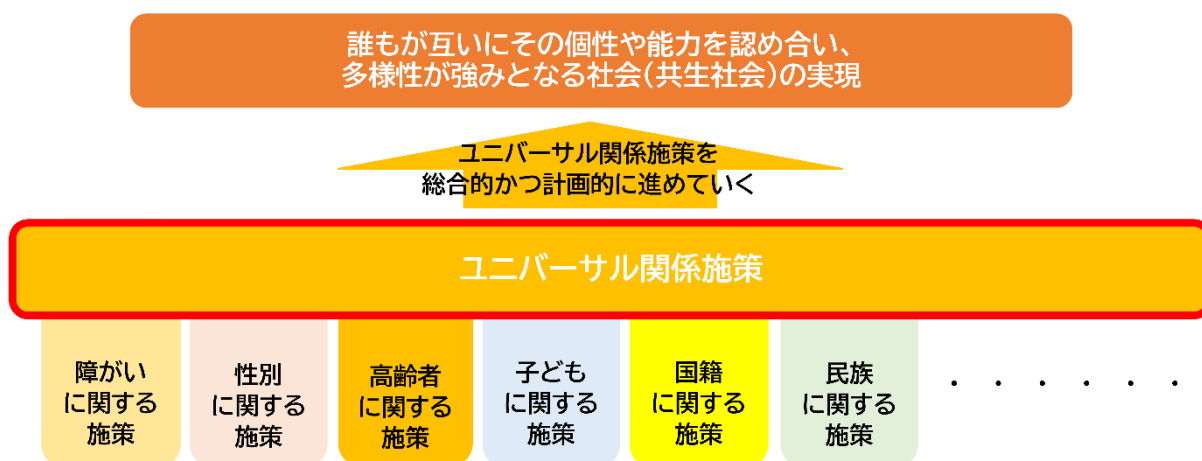 誰もが互いにその個性や能力を認め合い、
多様性が強みとなる社会(共生社会)の実現
ユニバーサル関係施策を
総合的かつ計画的に進めていく
ユニバーサル関係施策
障がい
に関する
施策
性別
に関する
施策
高齢者
に関する
施策
子ども
に関する
施策
国籍
に関する
施策
民族
に関する
施策
・・・・・・